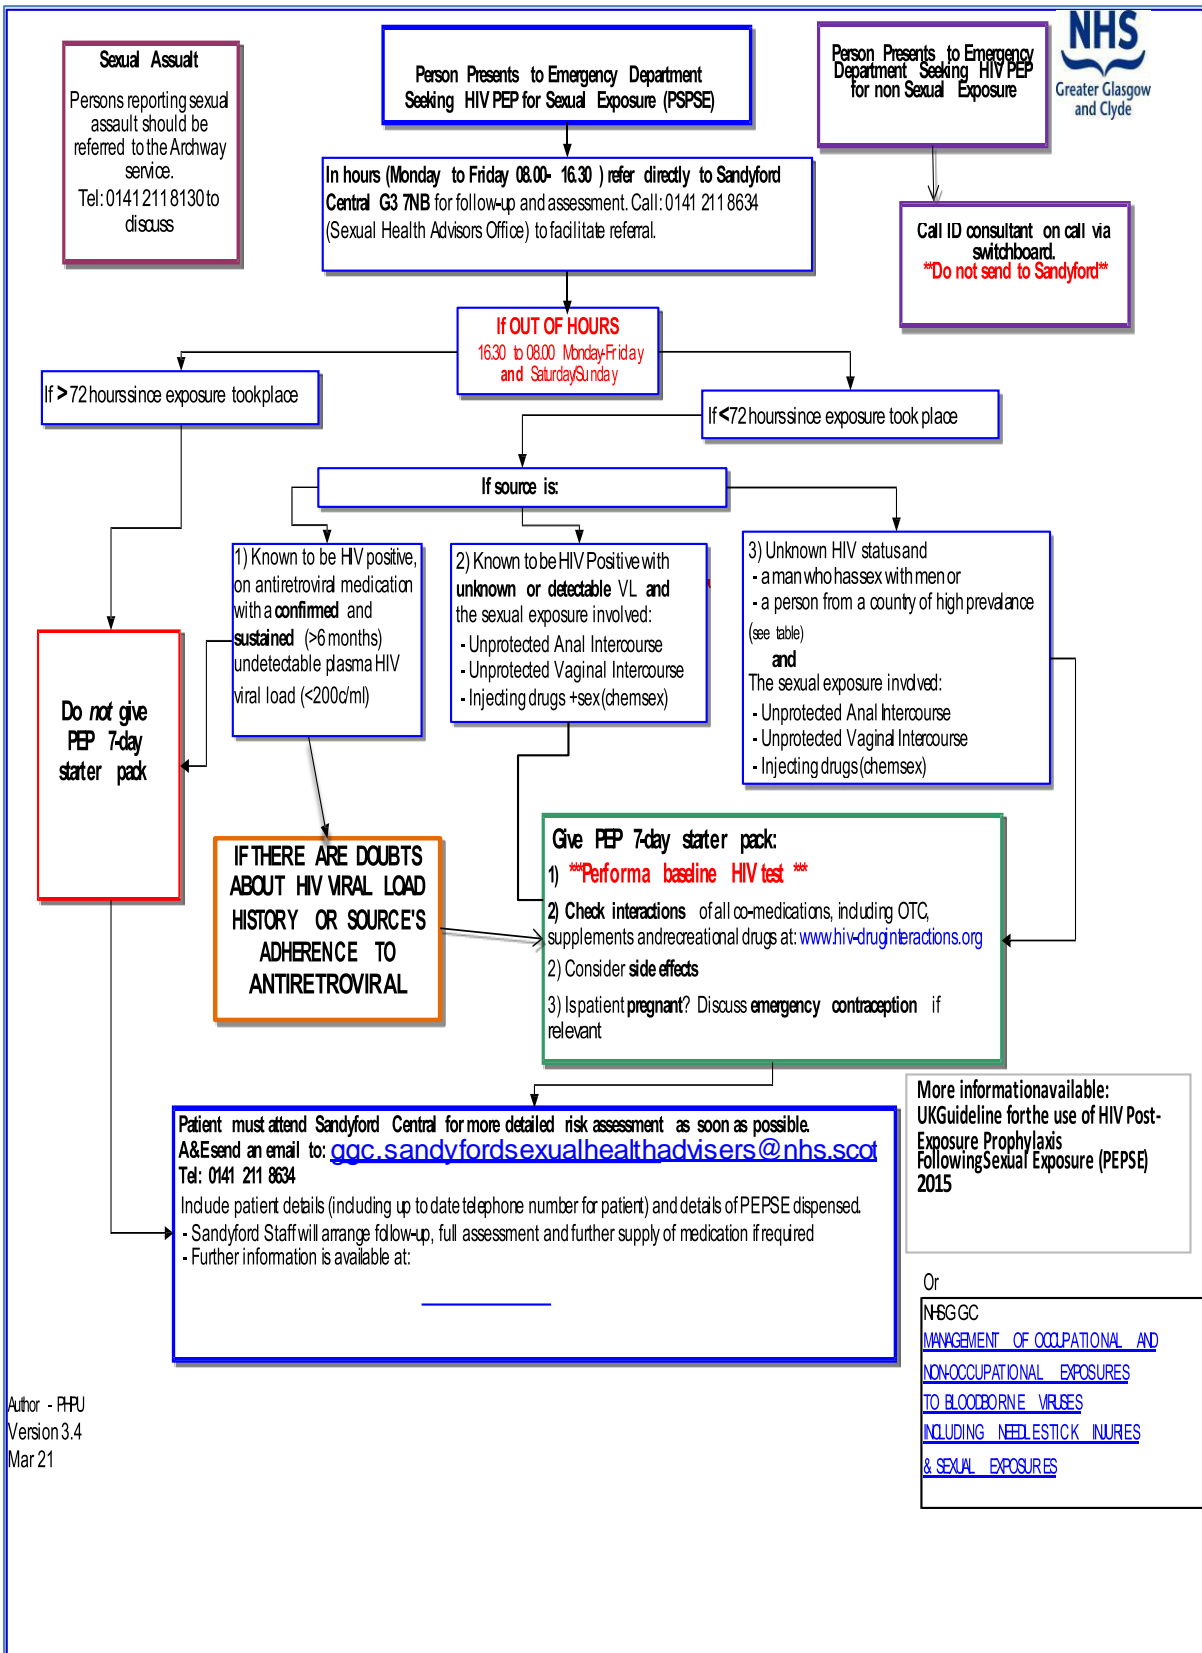 Sexual Assualt
Persons reporting sexual
assault should be
referred to the Archway
service.
Tel: 0141 211 8130 to
discuss
Person Presents to Emergency Department
Seeking HIV PEP for Sexual Exposure (PSPSE)
Person Presents to Emergency
Department Seeking HIV PEP
for non Sexual Exposure
NHS
Greater Glasgow
and Clyde
In hours (Monday to Friday 08.00- 16.30 ) refer directly to Sandyford
Central G3 7NB for follow-up and assessment. Call: 0141 211 8634
(Sexual Health Advisors Office) to facilitate referral.
Call ID consultant on call via
switchboard.
**Do not send to Sandyford**
If OUT OF HOURS
16.30 to 08.00 Monday-Friday
and Saturday/Sunday
If > 72 hours since exposure took place
If <72 hours since exposure took place
If source is:
1) Known to be HIV positive,
on antiretroviral medication
with a confirmed and
sustained (>6 months)
undetectable plasma HIV
viral load (<200c/ml)
2) Known to be HIV Positive with
unknown or detectable VL and
the sexual exposure involved:
- Unprotected Anal Intercourse
- Unprotected Vaginal Intercourse
- Injecting drugs +sex (chemsex)
3) Unknown HIV status and
- a man who has sex with men or
- a person from a country of high prevalance
(see table)
and
The sexual exposure involved:
- Unprotected Anal Intercourse
- Unprotected Vaginal Intercourse
- Injecting drugs (chemsex)
Do not give
PEP 7-day
starter pack
IF THERE ARE DOUBTS
ABOUT HIV VIRAL LOAD
HISTORY OR SOURCE'S
ADHERENCE TO
ANTIRETROVIRAL
Give PEP 7-day starter pack:
1) ***Perform a baseline HIV test ***
2) Check interactions of all co-medications, including OTC,
supplements and recreational drugs at: www.hiv-druginteractions.org
2) Consider side effects
3) Is patient pregnant? Discuss emergency contraception if
relevant
Patient must attend Sandyford Central for more detailed risk assessment as soon as possible.
A&E send an email to: ggc.sandyfordsexualhealthadvisers@nhs.scot
Tel: 0141 211 8634
Include patient details (including up to date telephone number for patient) and details of PEPSE dispensed.
- Sandyford Staff will arrange follow-up, full assessment and further supply of medication if required
- Further information is available at:
More information available:
UK Guideline for the use of HIV Post-
Exposure Prophylaxis
Following Sexual Exposure (PEPSE)
2015
Or
NHSGGC
MANAGEMENT OF OCCUPATIONAL AND
NON-OCCUPATIONAL EXPOSURES
TO BLOODBORNE VIRUSES
INCLUDING NEEDLESTICK INJURIES
& SEXUAL EXPOSURES
Author - PHPU
Version 3.4
Mar 21